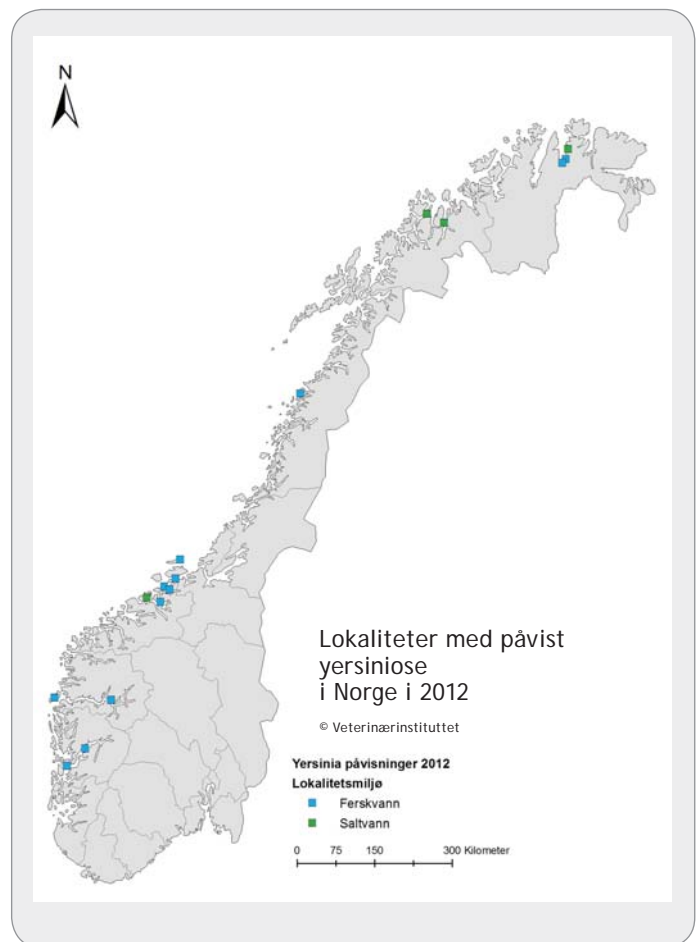 N
Lokaliteter med påvist
yersiniose
i Norge i 2012
© Veterinærinstituttet
Yersinia påvisninger 2012
Lokalitetsmiljø
Ferskvann
Saltvann
0 75 150 300 Kilometer